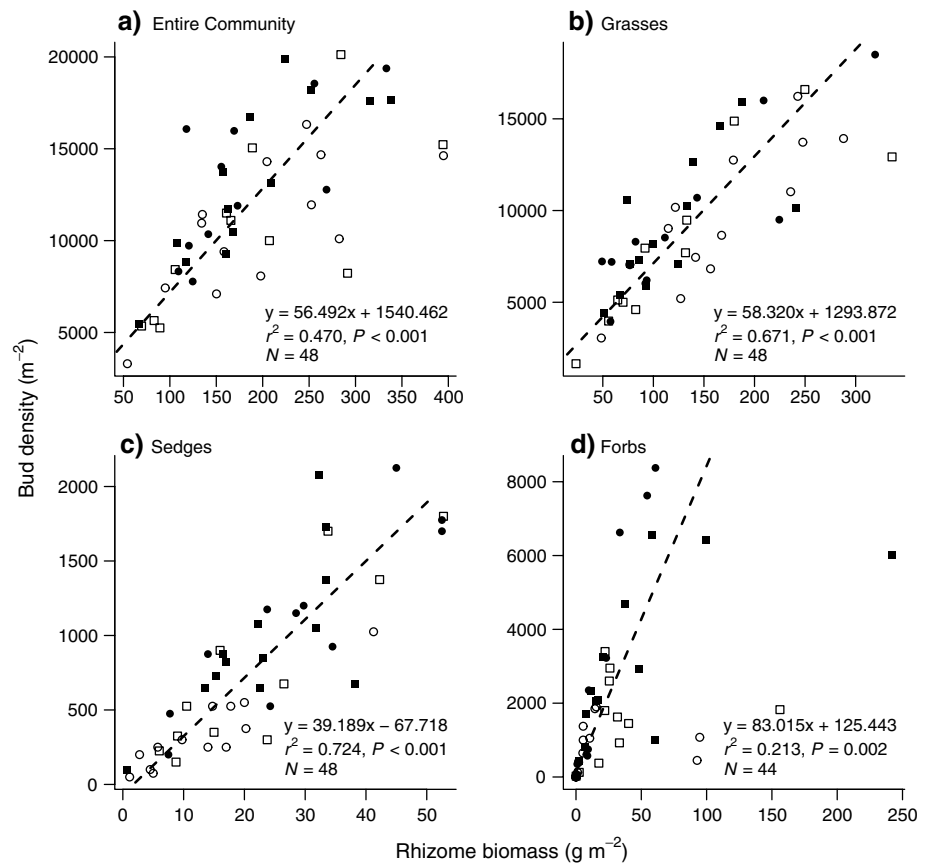 a) Entire Community
20000
15000
10000
5000
y = 56.492x + 1540.462
r² = 0.470, P < 0.001
N = 48
50 100 150 200 250 300 350 400
b) Grasses
15000
10000
5000
y = 58.320x + 1293.872
r² = 0.671, P < 0.001
N = 48
50 100 150 200 250 300
Bud density (m⁻²)
c) Sedges
2000
1500
1000
500
0
y = 39.189x − 67.718
r² = 0.724, P < 0.001
N = 48
0 10 20 30 40 50
d) Forbs
8000
6000
4000
2000
0
y = 83.015x + 125.443
r² = 0.213, P = 0.002
N = 44
0 50 100 150 200 250
Rhizome biomass (g m⁻²)